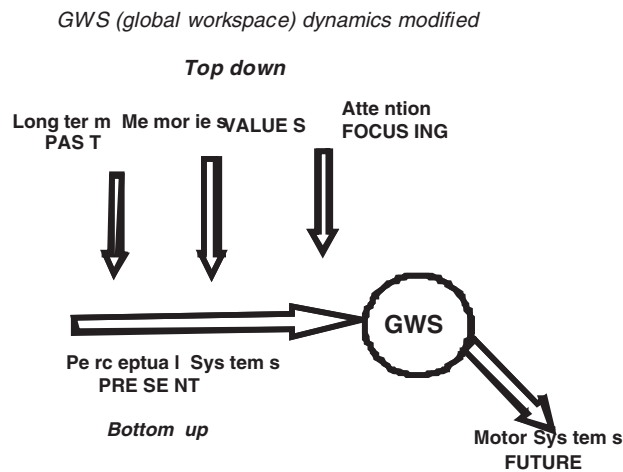 GWS (global workspace) dynamics modified
Top down
Long ter m Me mor ie s VALUE S
PAS T
Atte ntion
FOCUS ING
GWS
Pe rc eptua l Sys tem s
PRE SE NT
Bottom up
Motor Sys tem s
FUTURE